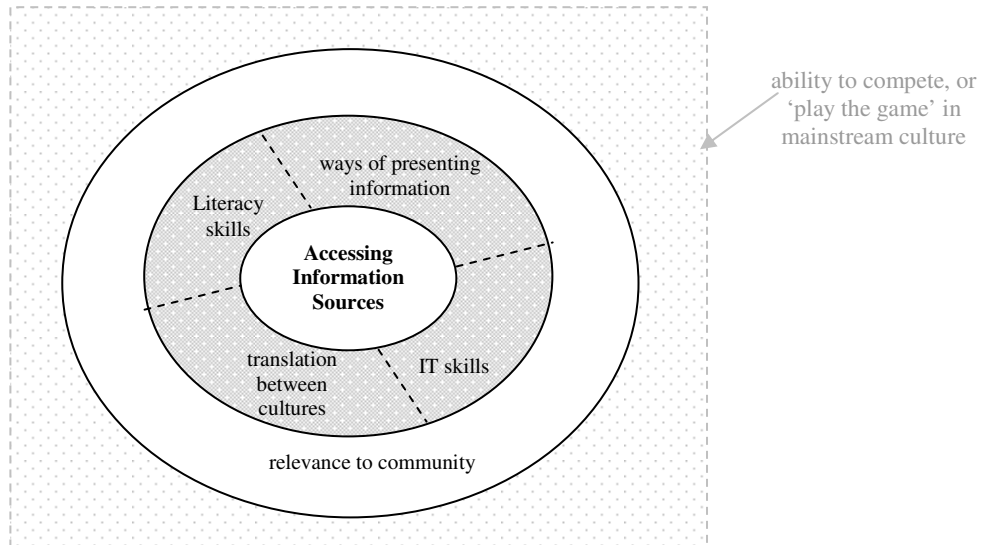 ability to compete, or
‘play the game’ in
mainstream culture
ways of presenting
information
Literacy
skills
Accessing
Information
Sources
translation
between
cultures
IT skills
relevance to community